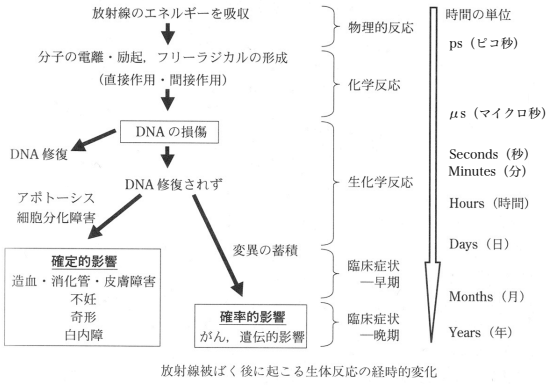 放射線のエネルギーを吸収
分子の電離・励起，フリーラジカルの形成
（直接作用・間接作用）
DNA の損傷
DNA 修復
DNA 修復されず
アポトーシス
細胞分化障害
変異の蓄積
確定的影響
造血・消化管・皮膚障害
不妊
奇形
白内障
確率的影響
がん，遺伝的影響
物理的反応
化学反応
生化学反応
臨床症状
―早期
臨床症状
―晩期
時間の単位
ps（ピコ秒）
μs（マイクロ秒）
Seconds（秒）
Minutes（分）
Hours（時間）
Days（日）
Months（月）
Years（年）
放射線被ばく後に起こる生体反応の経時的変化